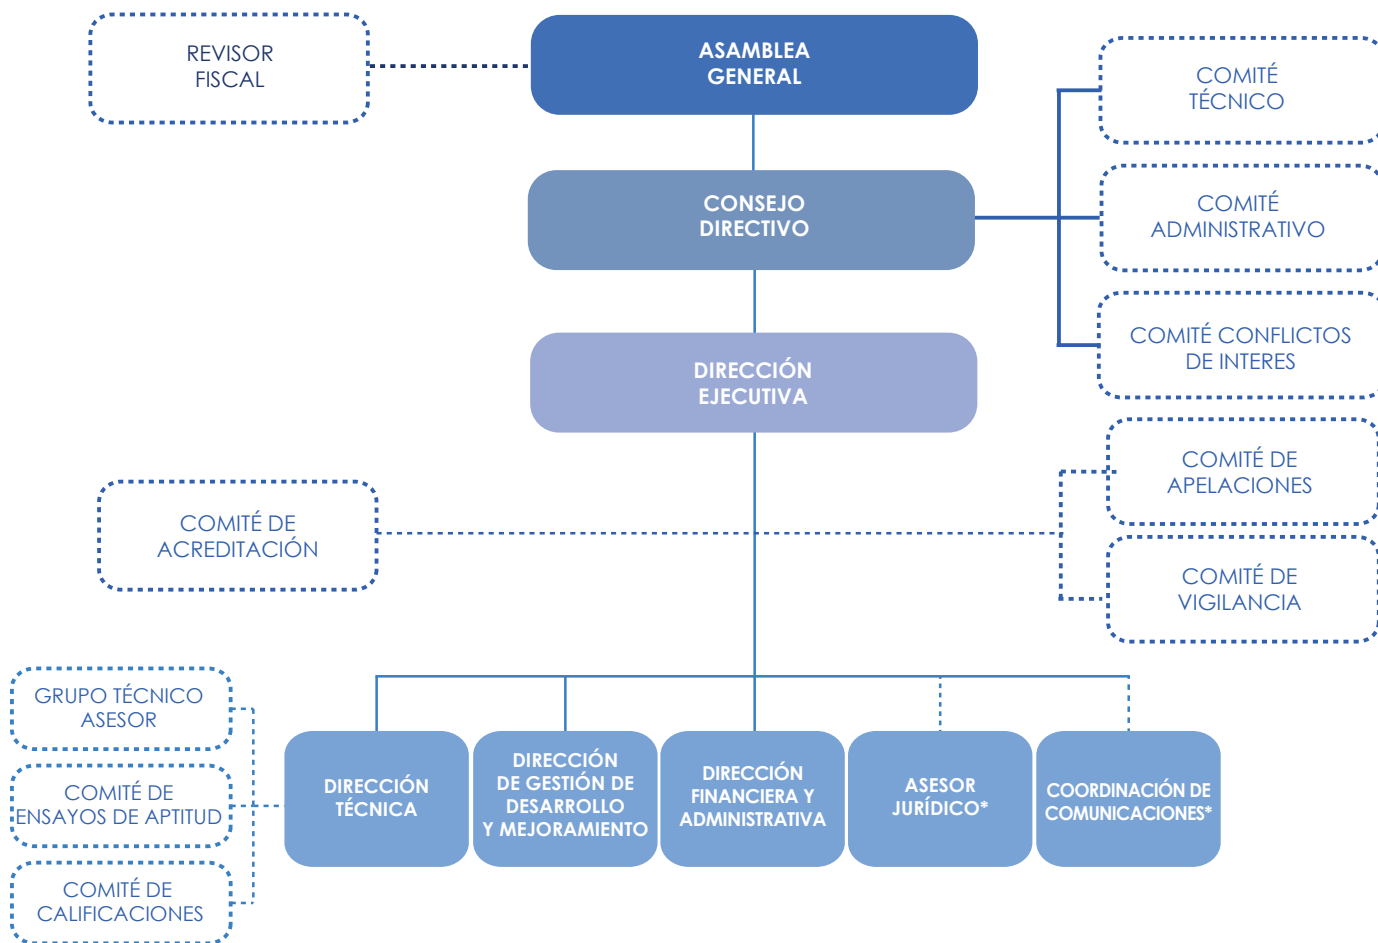 REVISOR
FISCAL
ASAMBLEA
GENERAL
COMITÉ
TÉCNICO
CONSEJO
DIRECTIVO
COMITÉ
ADMINISTRATIVO
DIRECCIÓN
EJECUTIVA
COMITÉ CONFLICTOS
DE INTERES
COMITÉ DE
APELACIONES
COMITÉ DE
ACREDITACIÓN
COMITÉ DE
VIGILANCIA
GRUPO TÉCNICO
ASESOR
COMITÉ DE
ENSAYOS DE APTITUD
COMITÉ DE
CALIFICACIONES
DIRECCIÓN
TÉCNICA
DIRECCIÓN
DE GESTIÓN DE
DESARROLLO
Y MEJORAMIENTO
DIRECCIÓN
FINANCIERA Y
ADMINISTRATIVA
ASESOR
JURÍDICO*
COORDINACIÓN DE
COMUNICACIONES*